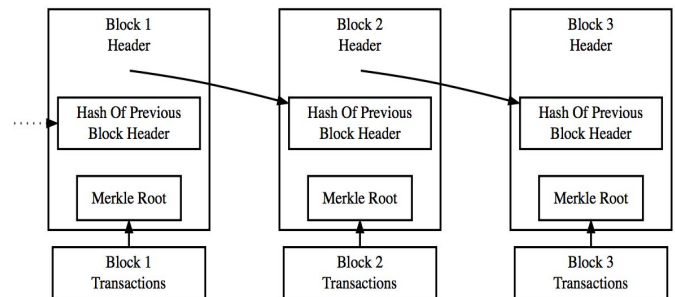 Block 1
Header
Block 2
Header
Block 3
Header
Hash Of Previous
Block Header
Hash Of Previous
Block Header
Hash Of Previous
Block Header
Merkle Root
Merkle Root
Merkle Root
Block 1
Transactions
Block 2
Transactions
Block 3
Transactions